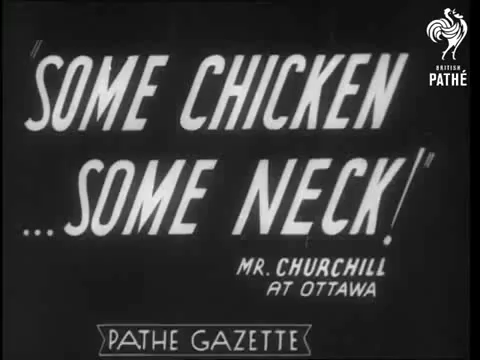 BRITISH
PATHÉ
"SOME CHICKEN
...SOME NECK!"
MR. CHURCHILL
AT OTTAWA
PATHE GAZETTE